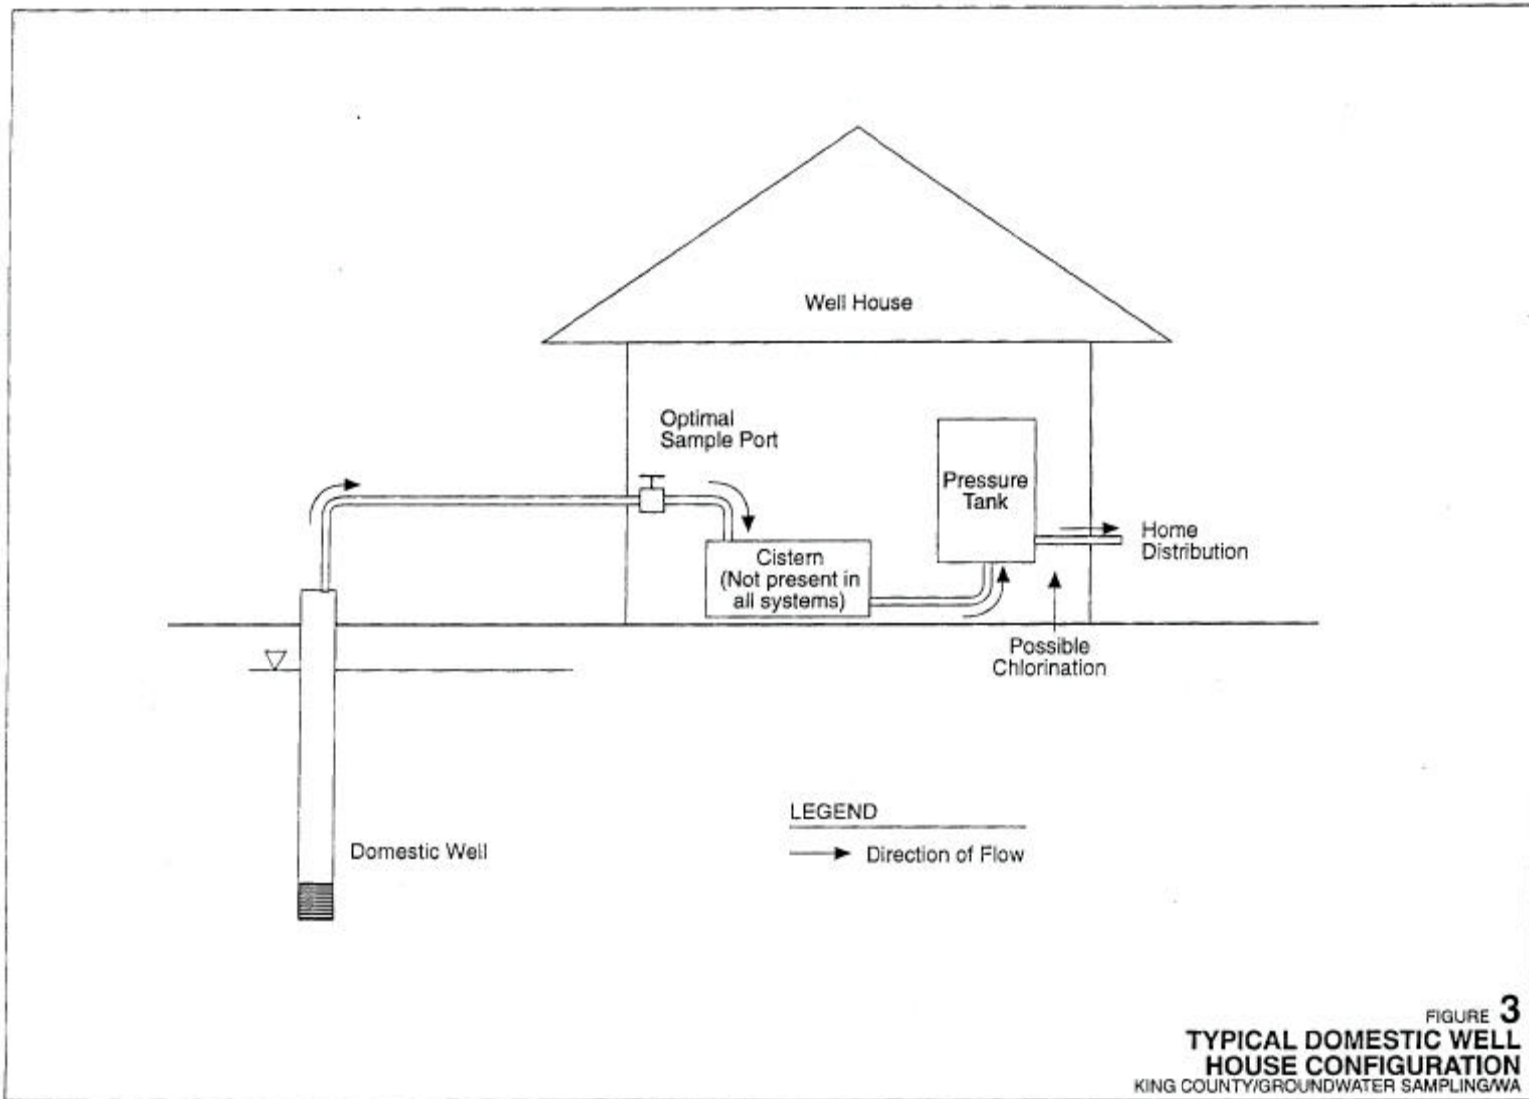 Well House
Optimal
Sample Port
Pressure
Tank
Home
Distribution
Cistern
(Not present in
all systems)
Possible
Chlorination
Domestic Well
LEGEND
Direction of Flow
FIGURE 3
TYPICAL DOMESTIC WELL
HOUSE CONFIGURATION
KING COUNTY/GROUNDWATER SAMPLING/WA